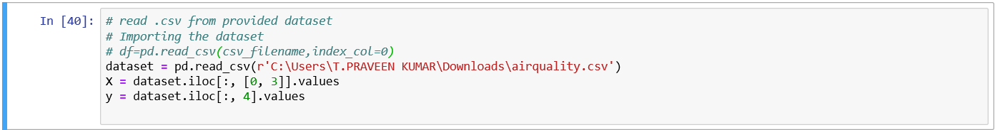 In [40]: # read .csv from provided dataset
# Importing the dataset
# df=pd.read_csv(csv_filename,index_col=0)
dataset = pd.read_csv(r'C:\Users\T.PRAVEEN KUMAR\Downloads\airquality.csv')
X = dataset.iloc[:, [0, 3]].values
y = dataset.iloc[:, 4].values